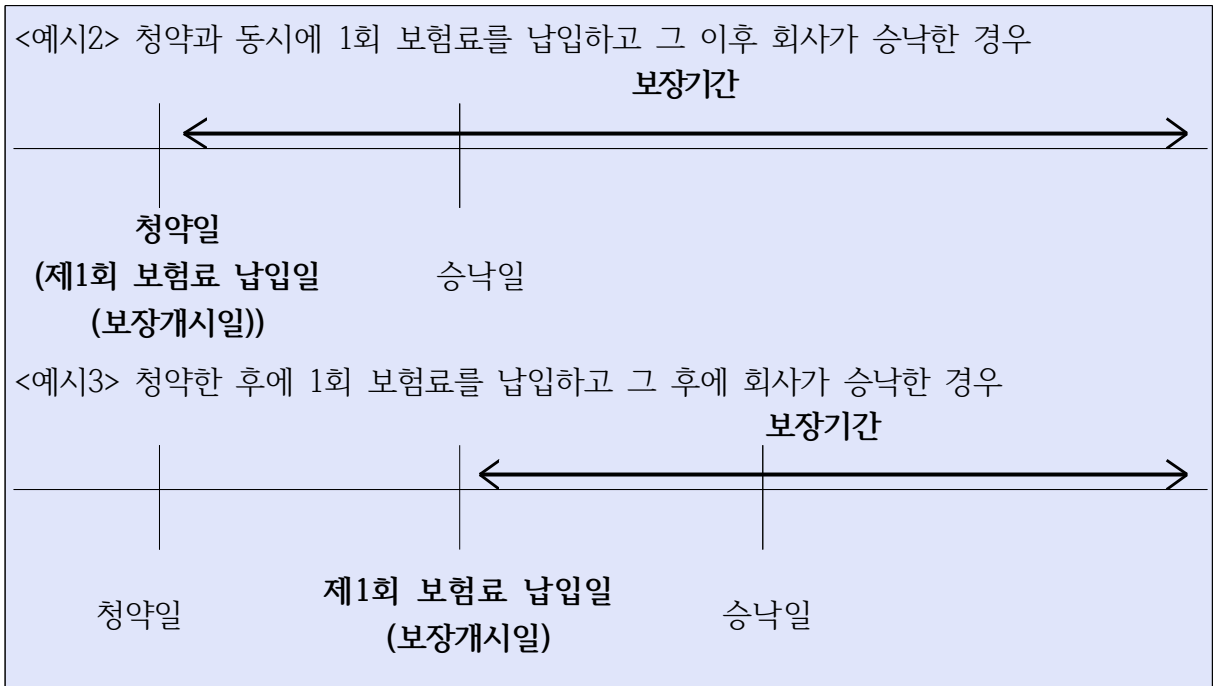 <예시2> 청약과 동시에 1회 보험료를 납입하고 그 이후 회사가 승낙한 경우
보장기간
청약일
(제1회 보험료 납입일 승낙일
(보장개시일))
<예시3> 청약한 후에 1회 보험료를 납입하고 그 후에 회사가 승낙한 경우
보장기간
청약일 제1회 보험료 납입일 승낙일
(보장개시일)